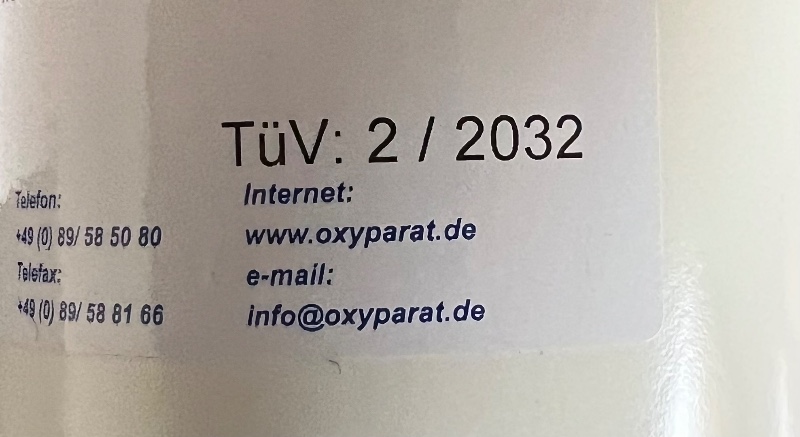 TüV: 2 / 2032
Telefon:
+49 (0) 89/ 58 50 80
Telefax:
+49 (0) 89/ 58 81 66
Internet:
www.oxyparat.de
e-mail:
info@oxyparat.de